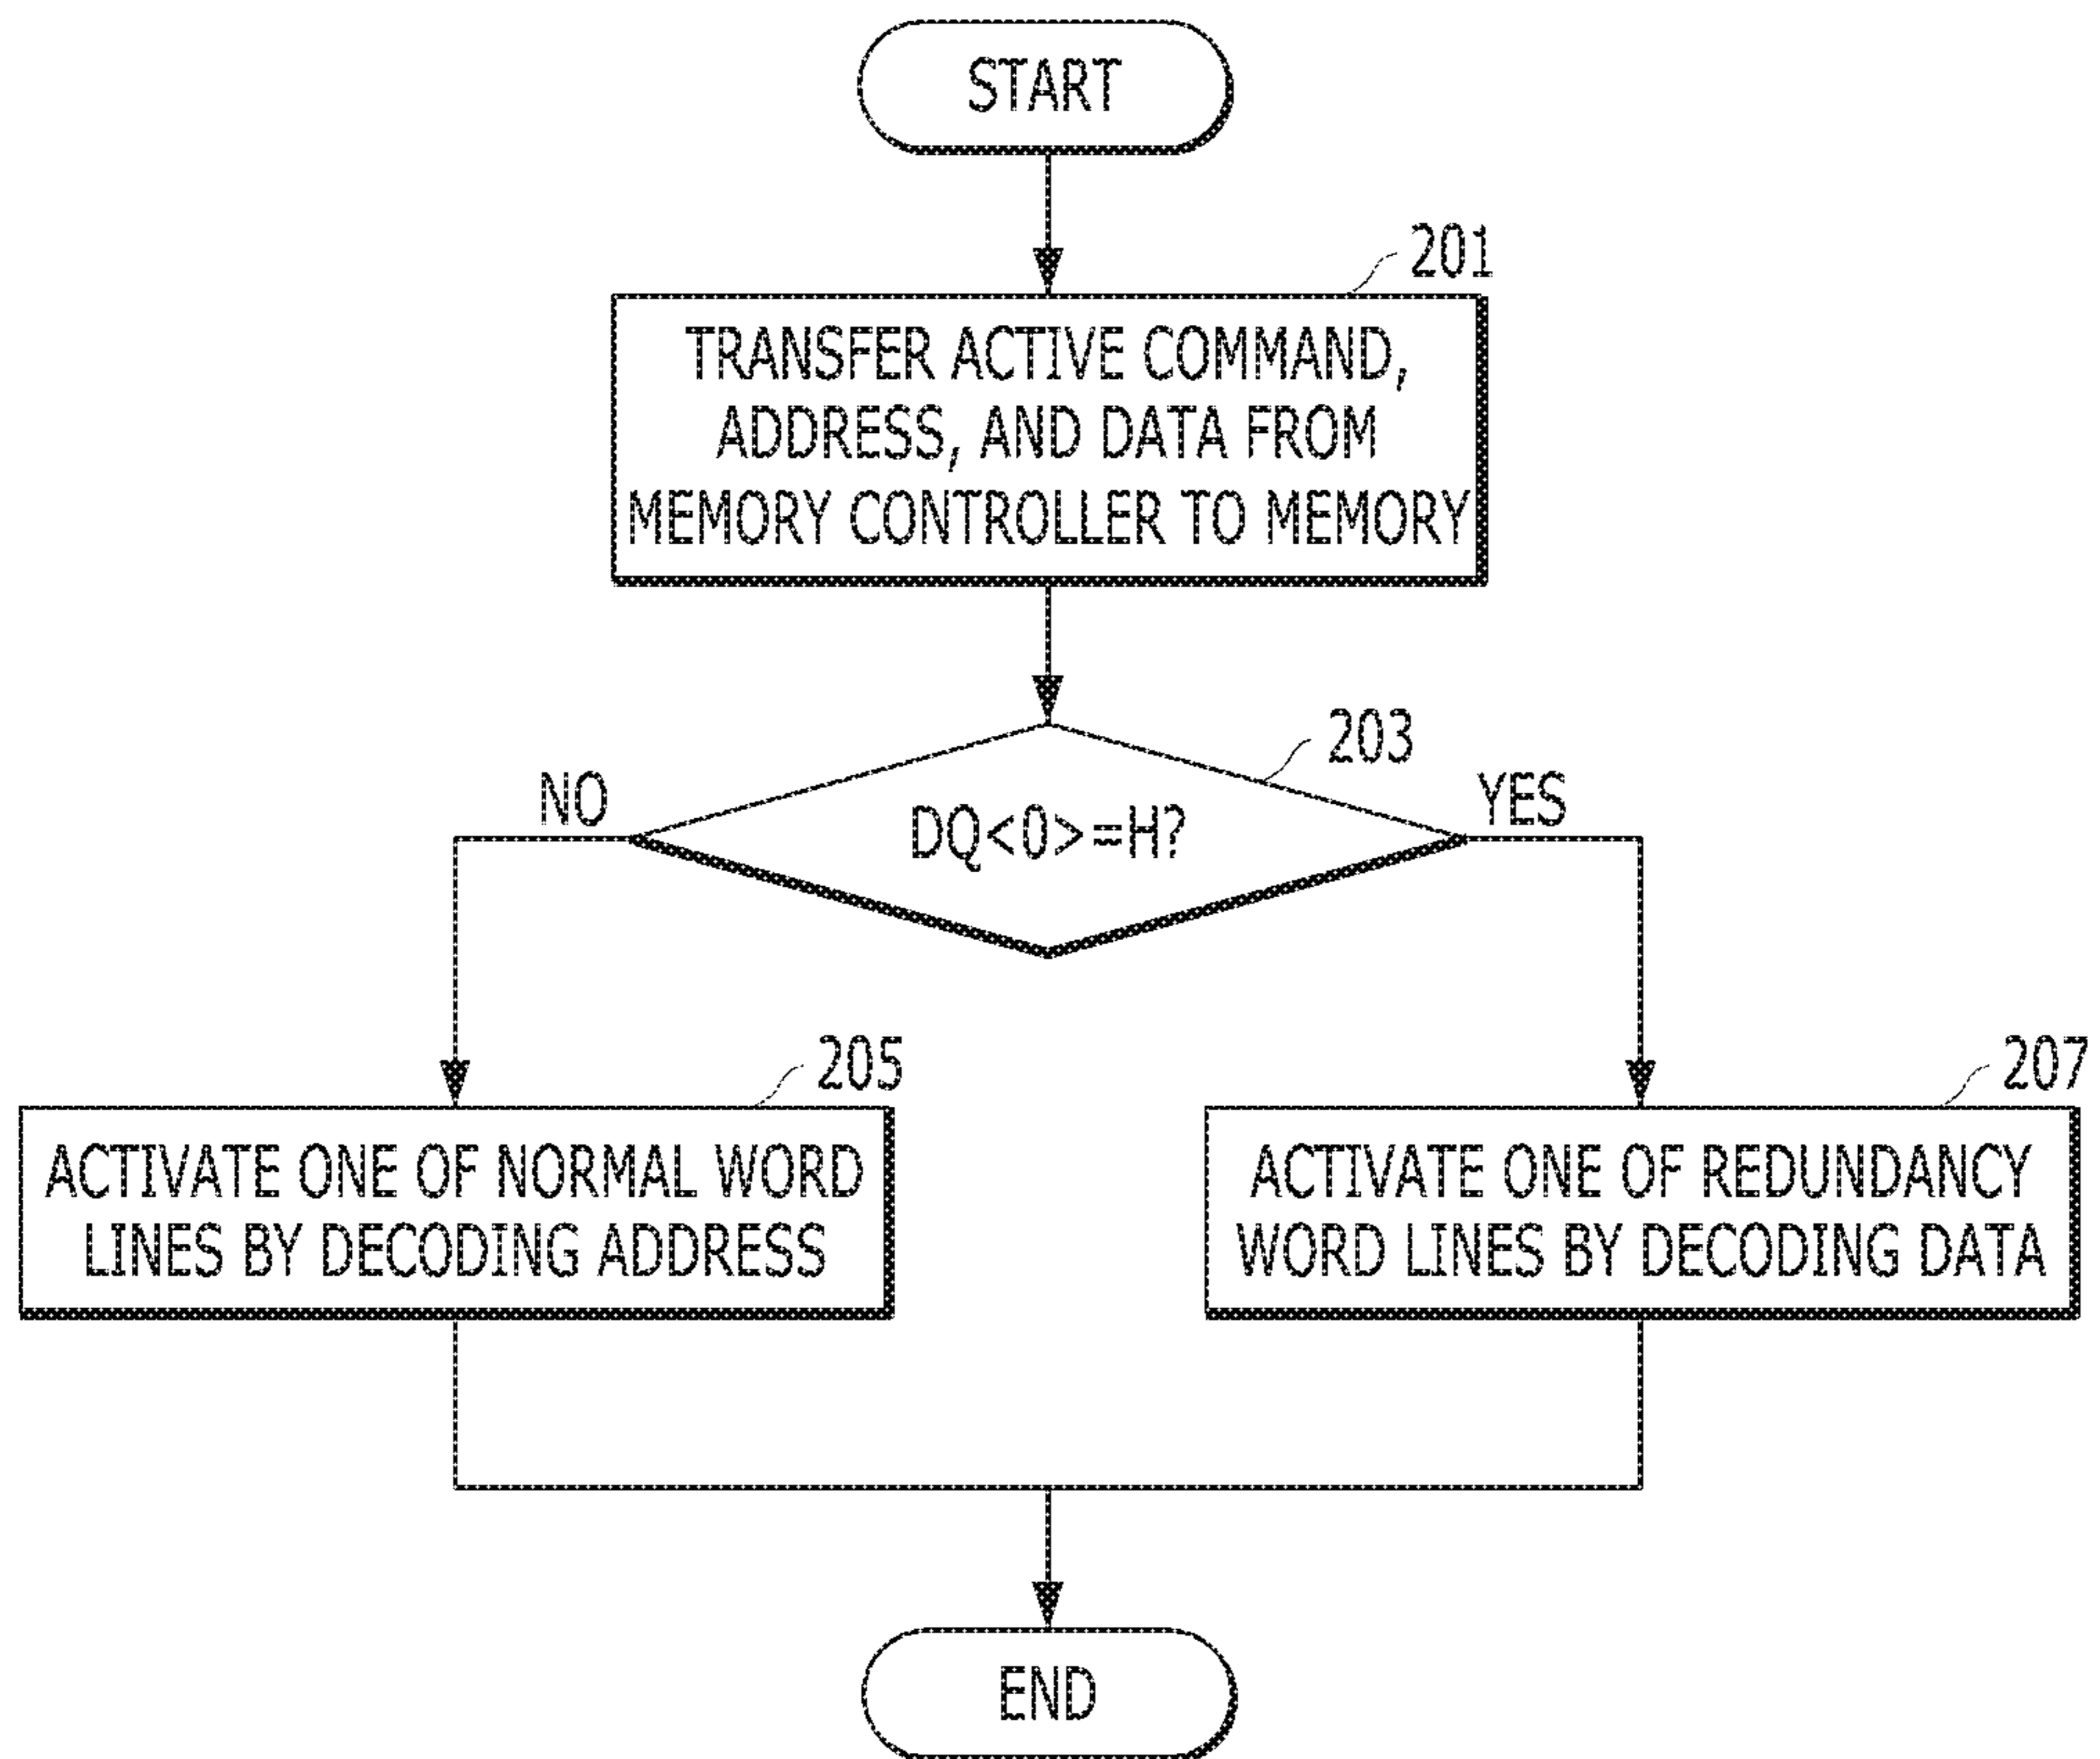 START
201
TRANSFER ACTIVE COMMAND,
ADDRESS, AND DATA FROM
MEMORY CONTROLLER TO MEMORY
203
NO
YES
DQ<0>=H?
205
ACTIVATE ONE OF NORMAL WORD
LINES BY DECODING ADDRESS
207
ACTIVATE ONE OF REDUNDANCY
WORD LINES BY DECODING DATA
END